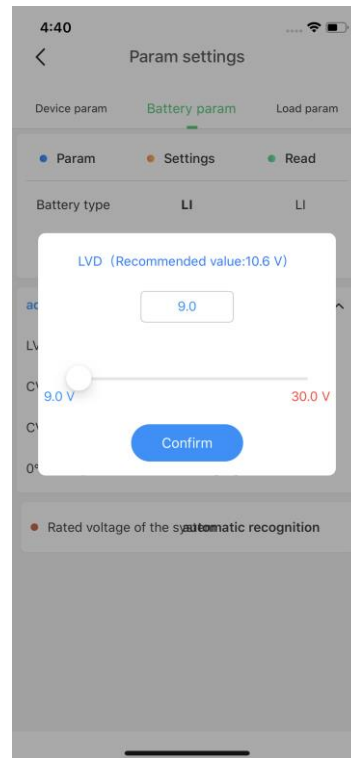 4:40
Param settings
Device param Battery param Load param
Param Settings Read
Battery type LI LI
LVD（Recommended value:10.6 V）
9.0
9.0 V 30.0 V
Confirm
Rated voltage of the system automatic recognition